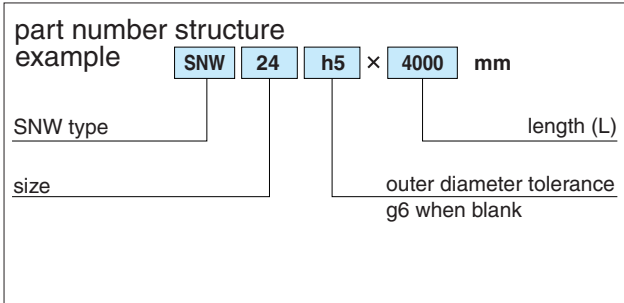 part number structure
example
SNW 24 h5 × 4000 mm
SNW type
length (L)
size
outer diameter tolerance
g6 when blank